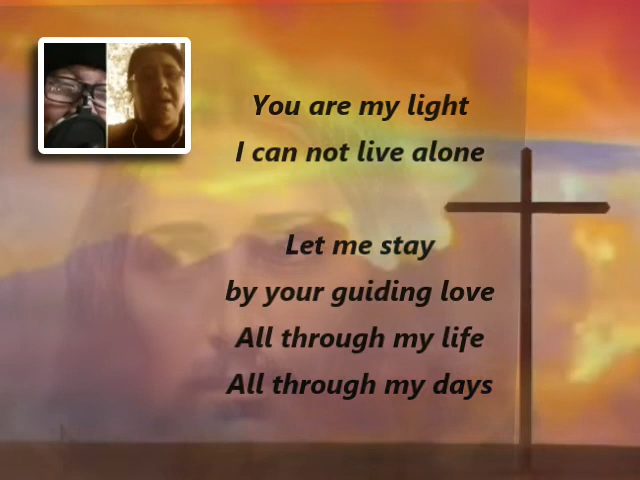 You are my light
I can not live alone
Let me stay
by your guiding love
All through my life
All through my days